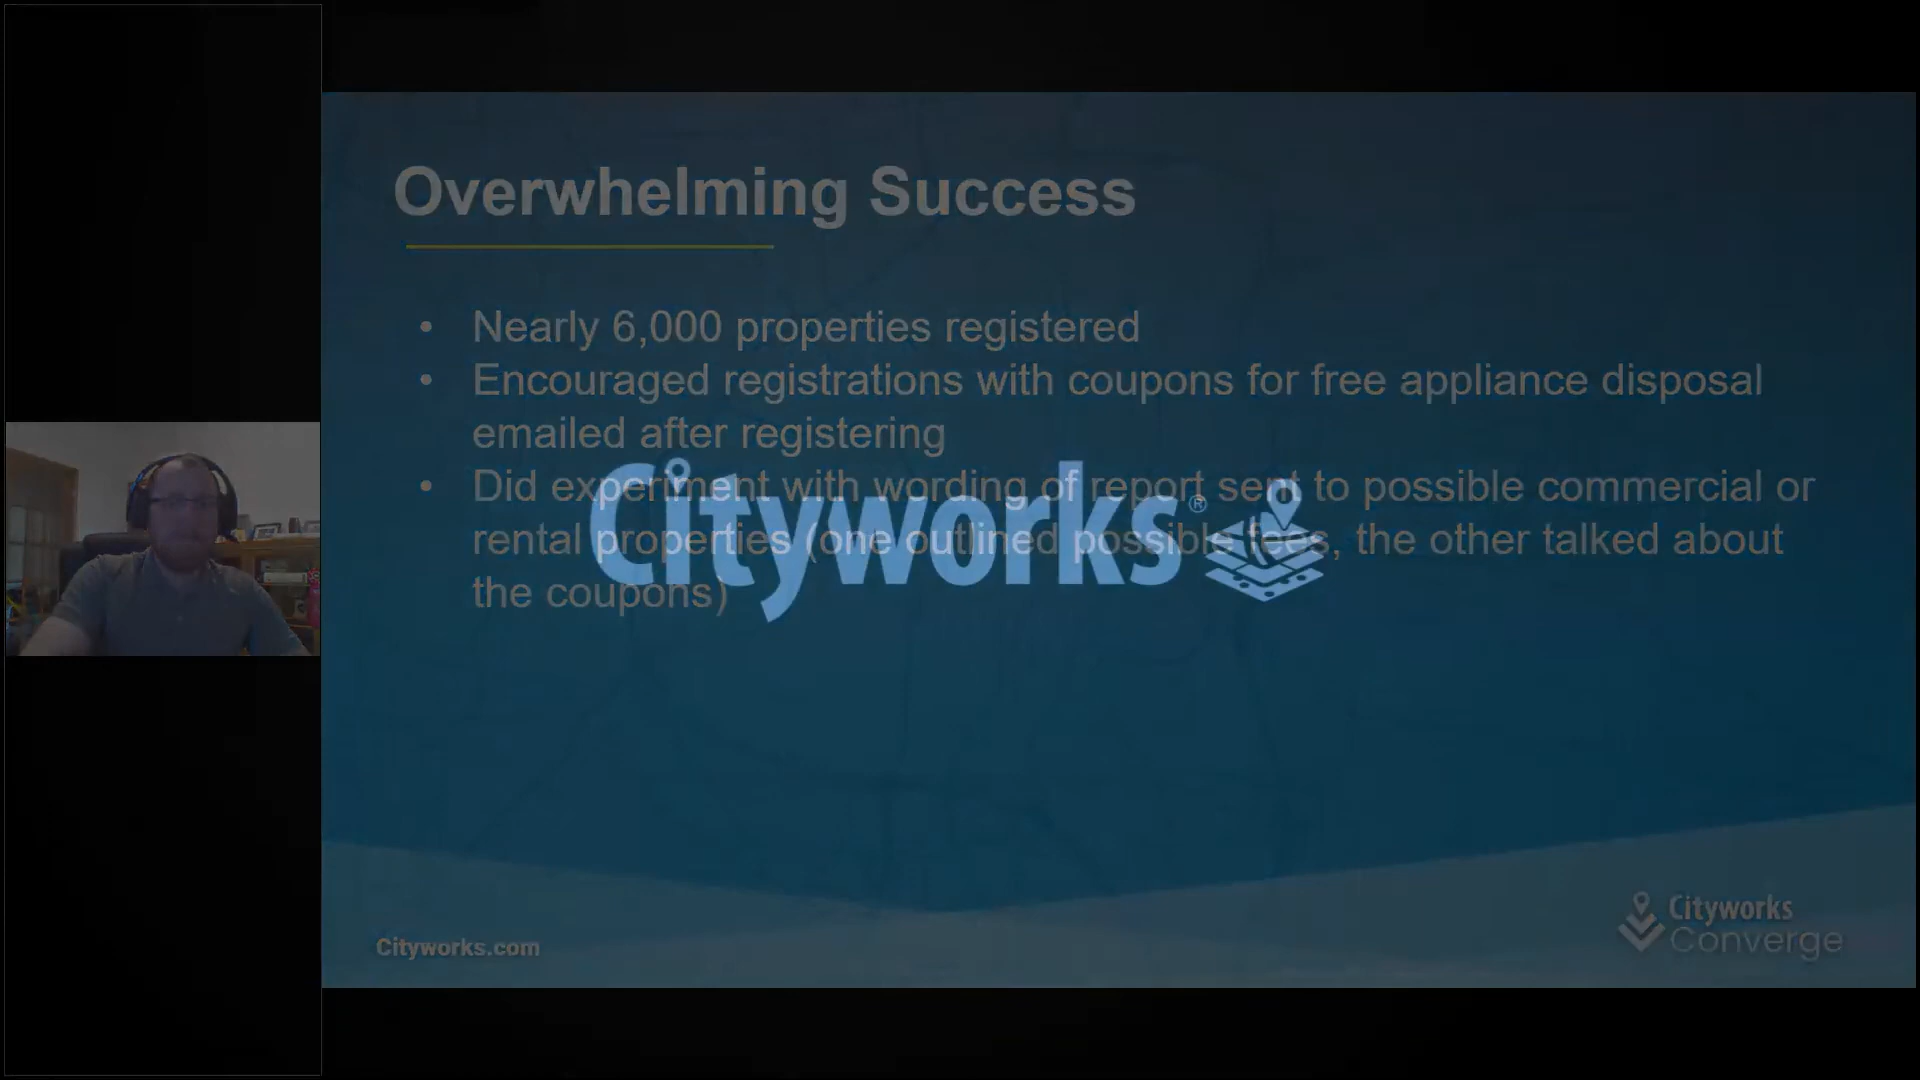 Overwhelming Success
• Nearly 6,000 properties registered
• Encouraged registrations with coupons for free appliance disposal
emailed after registering
• Did experiment with wording of report sent to possible commercial or
rental properties (one outlined possible fees, the other talked about
the coupons)
Cityworks®
Cityworks.com
Cityworks
Converge